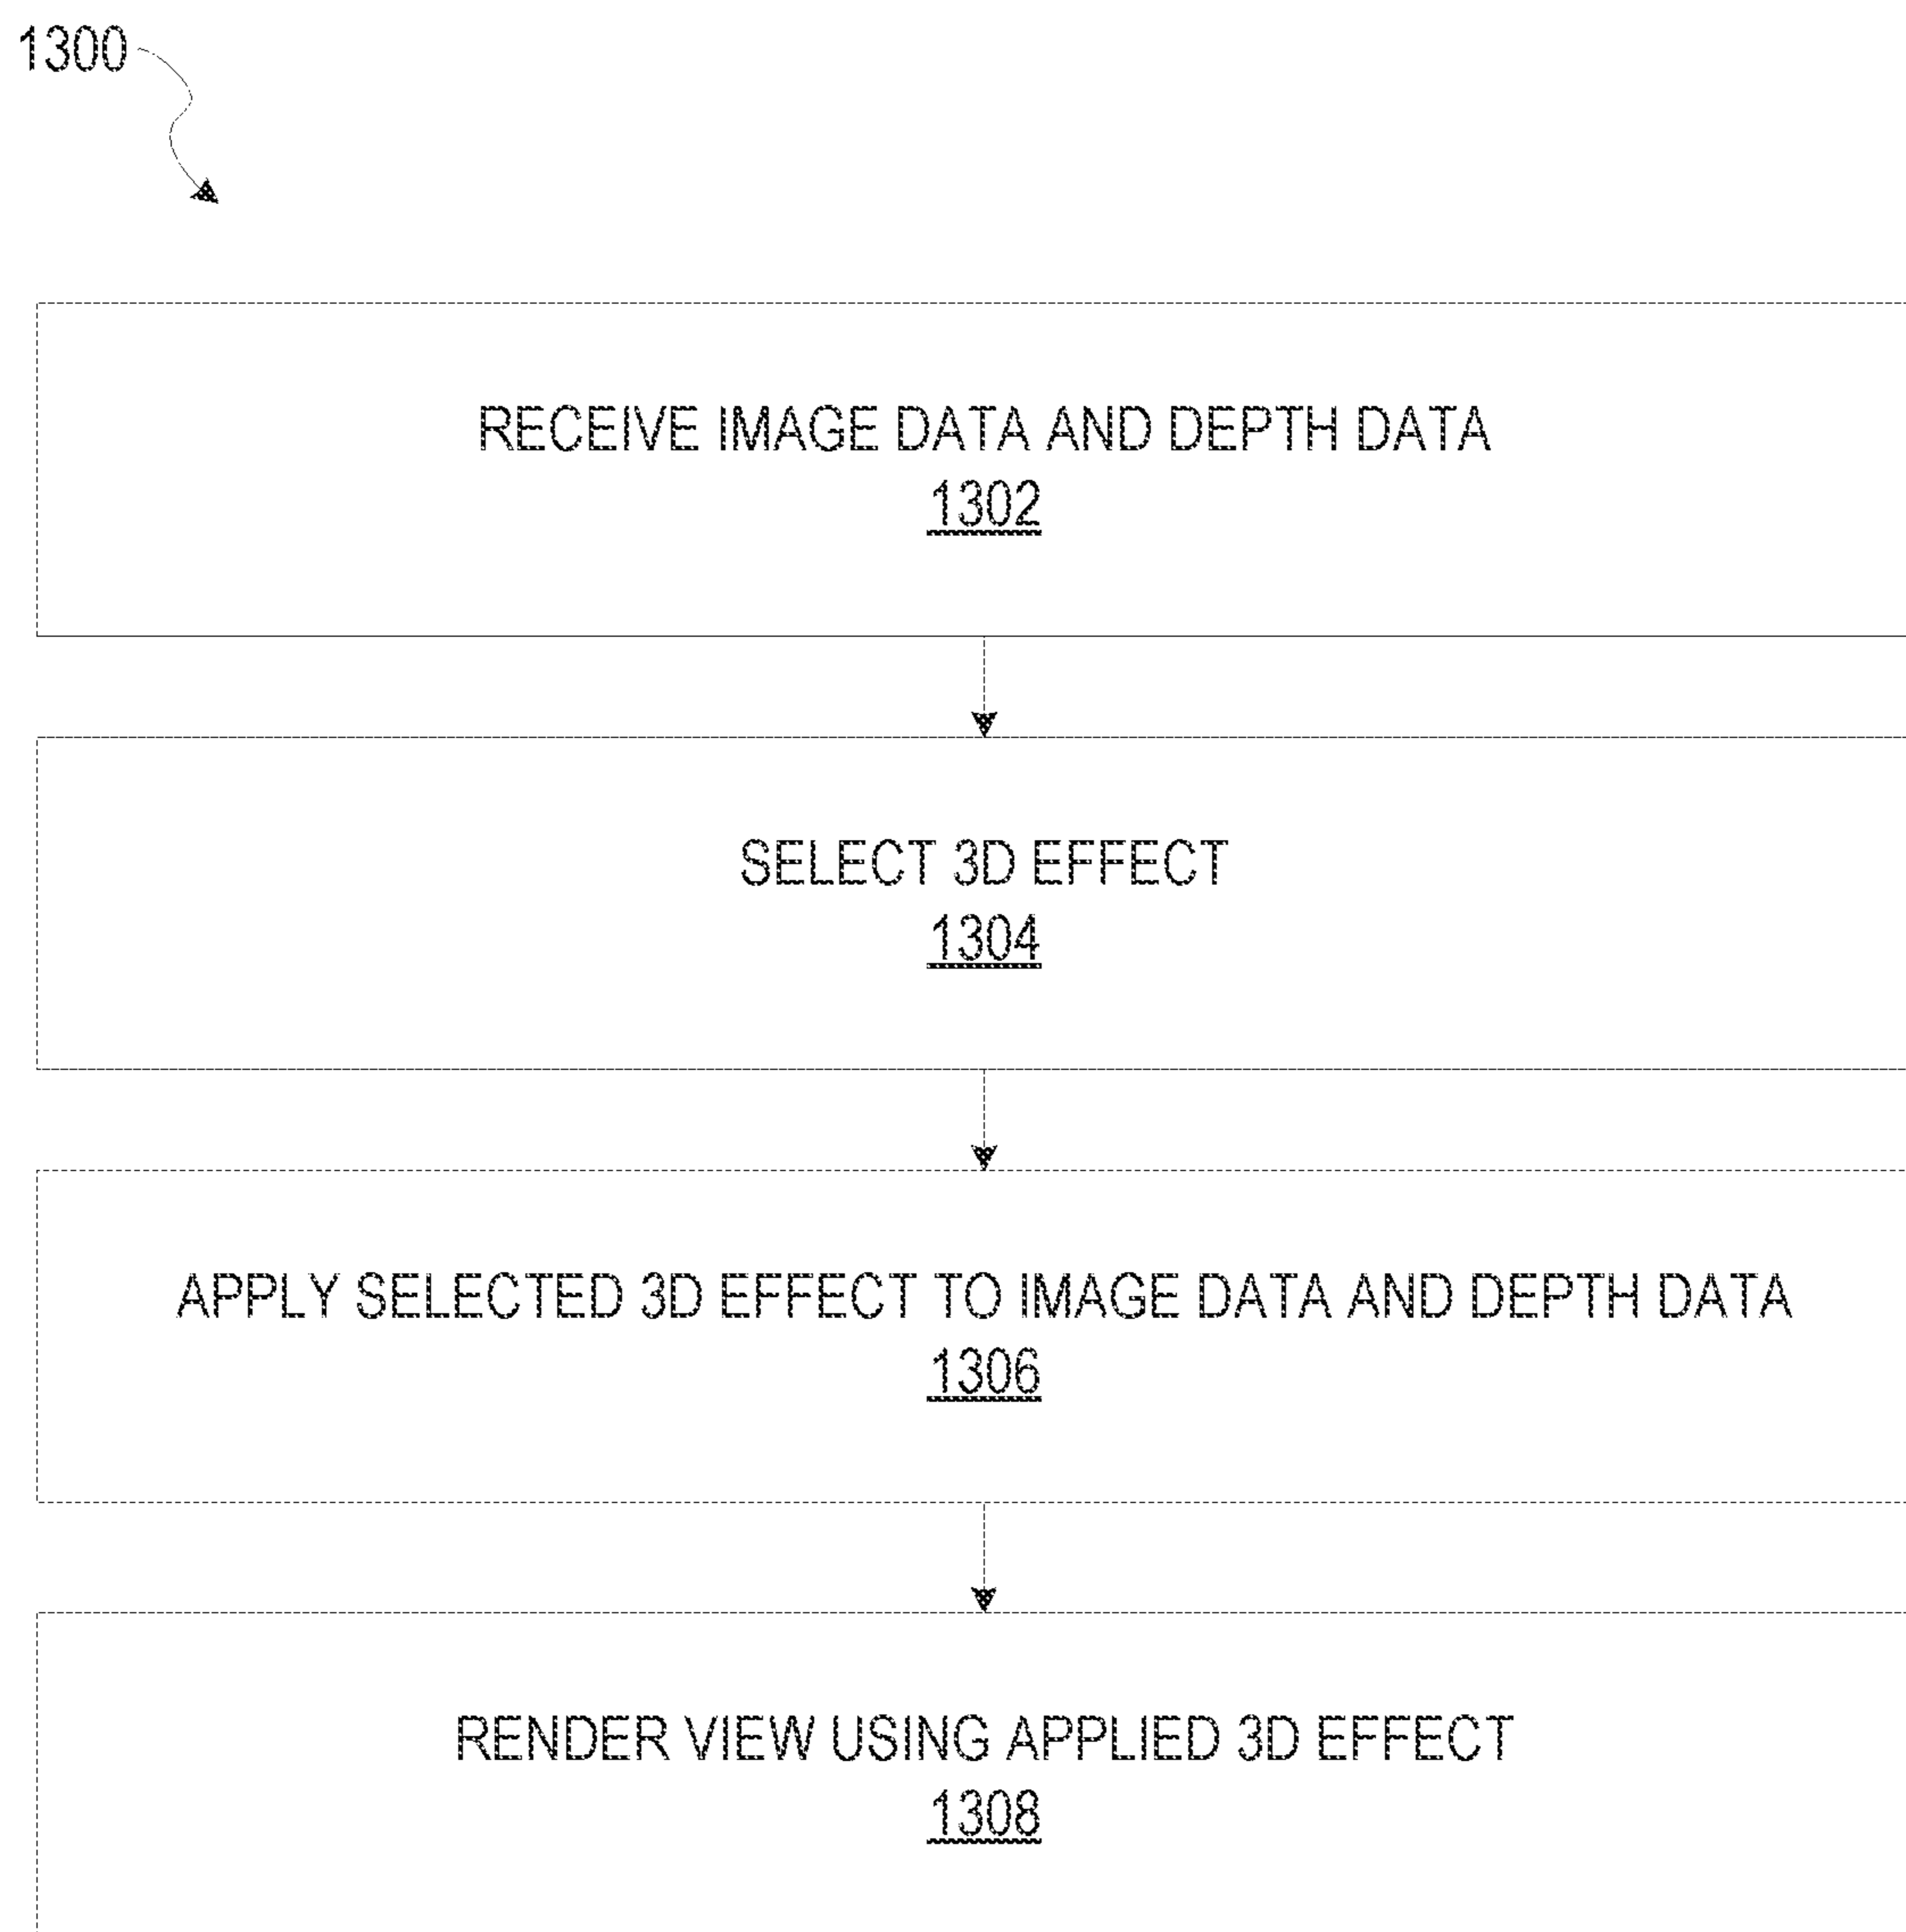 1300
RECEIVE IMAGE DATA AND DEPTH DATA
1302
SELECT 3D EFFECT
1304
APPLY SELECTED 3D EFFECT TO IMAGE DATA AND DEPTH DATA
1306
RENDER VIEW USING APPLIED 3D EFFECT
1308